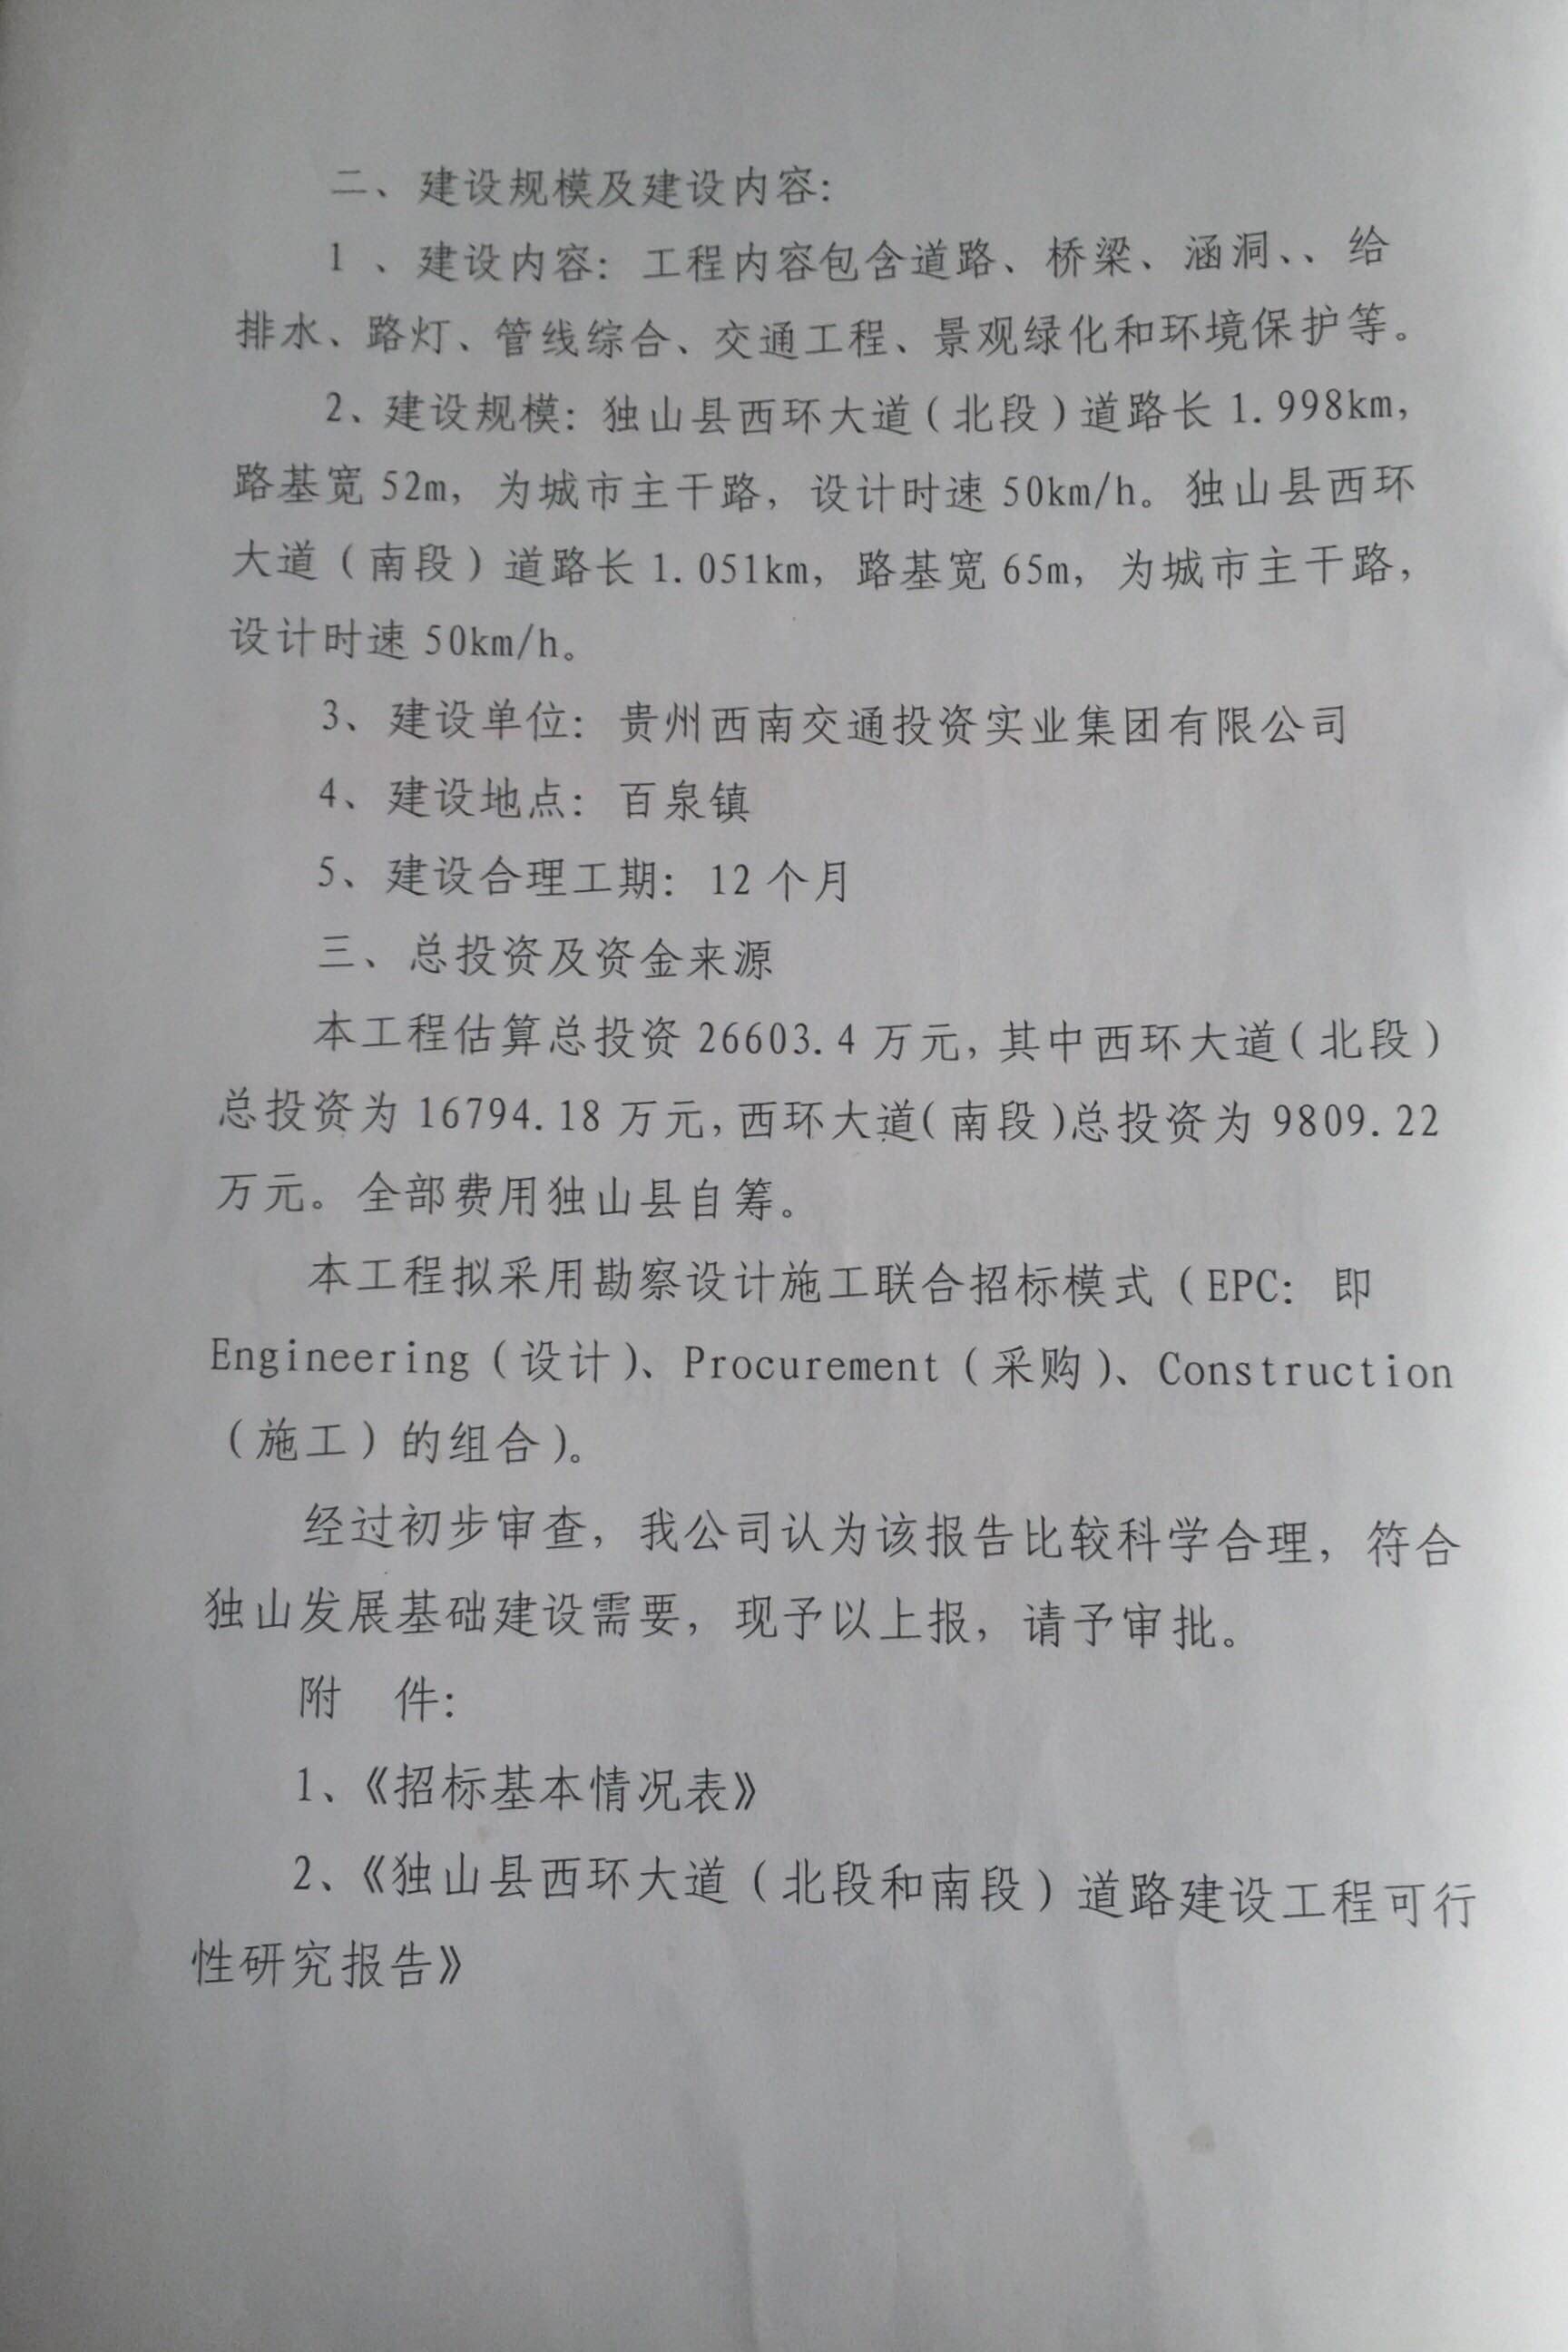 二、建设规模及建设内容：
1 、建设内容：工程内容包含道路、桥梁、涵洞、、给
排水、路灯、管线综合、交通工程、景观绿化和环境保护等。
2、建设规模：独山县西环大道（北段）道路长 1.998km，
路基宽 52m，为城市主干路，设计时速 50km/h。独山县西环
大道（南段）道路长 1.051km，路基宽 65m，为城市主干路，
设计时速 50km/h。
3、建设单位：贵州西南交通投资实业集团有限公司
4、建设地点：百泉镇
5、建设合理工期：12 个月
三、总投资及资金来源
本工程估算总投资 26603.4 万元，其中西环大道（北段）
总投资为 16794.18 万元，西环大道（南段）总投资为 9809.22
万元。全部费用独山县自筹。
本工程拟采用勘察设计施工联合招标模式（EPC：即
Engineering（设计）、Procurement（采购）、Construction
（施工）的组合）。
经过初步审查，我公司认为该报告比较科学合理，符合
独山发展基础建设需要，现予以上报，请予审批。
附　件：
1、《招标基本情况表》
2、《独山县西环大道（北段和南段）道路建设工程可行
性研究报告》